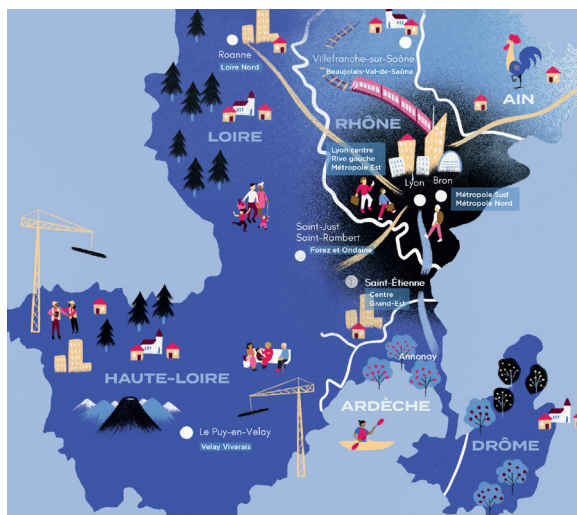 Roanne
Loire Nord
Villefranche-sur-Saône
Beaujolais-Val-de-Saône
AIN
LOIRE
RHÔNE
Lyon centre
Rive gauche
Métropole Est
Lyon
Bron
Métropole Sud
Métropole Nord
Saint-Just
Saint-Rambert
Forez et Ondaine
Saint-Étienne
Centre
Grand-Est
Annonay
HAUTE-LOIRE
ARDÈCHE
Le Puy-en-Velay
Velay Vivarais
DRÔME